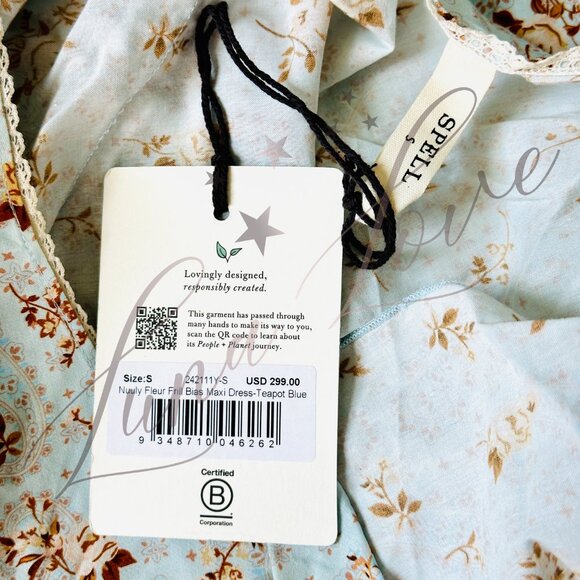 SPELL
S
Luna Love
Lovingly designed,
responsibly created.
This garment has passed through
many hands to make its way to you,
scan the QR code to learn about
its People + Planet journey.
Size:S 242111Y-S USD 299.00
Nuuly Fleur Frill Bias Maxi Dress-Teapot Blue
9 348710 046262
Certified
B
Corporation